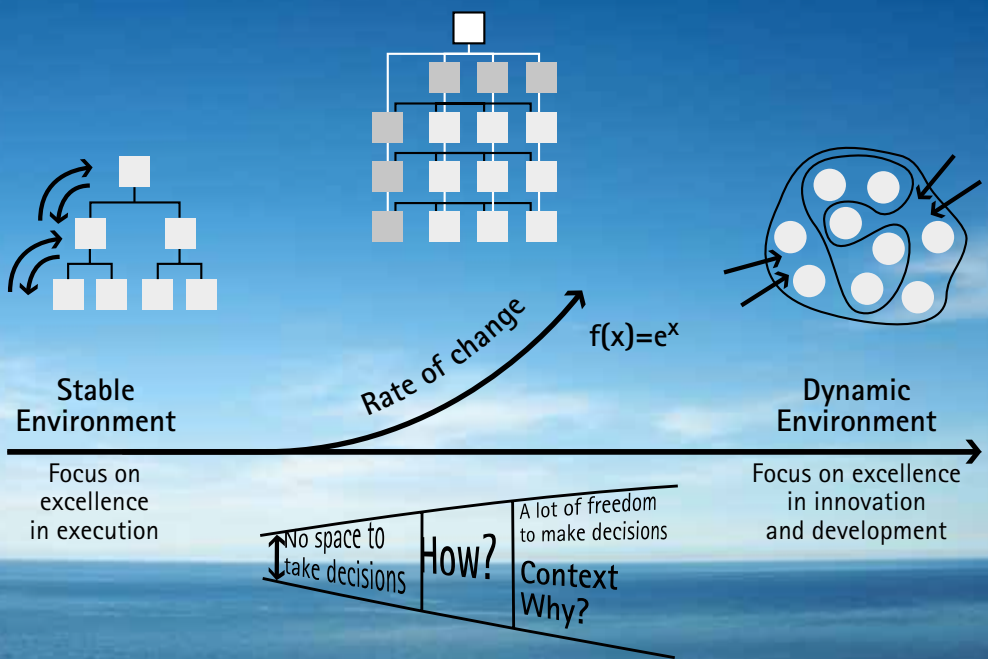 Rate of change
f(x)=eˣ
Stable
Environment
Dynamic
Environment
Focus on
excellence
in execution
Focus on excellence
in innovation
and development
No space to
take decisions
How?
A lot of freedom
to make decisions
Context
Why?